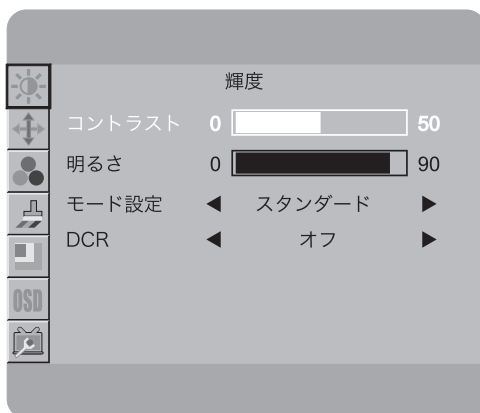 輝度
コントラスト 0 50
明るさ 0 90
モード設定 ◀ スタンダード ▶
DCR ◀ オフ ▶
OSD